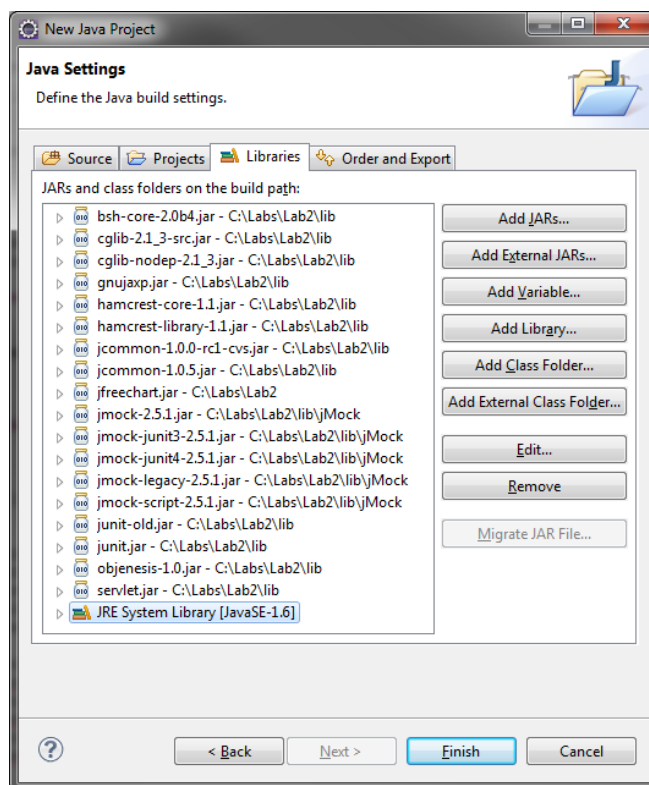 New Java Project
Java Settings
Define the Java build settings.
Source Projects Libraries Order and Export
JARs and class folders on the build path:
bsh-core-2.0b4.jar - C:\Labs\Lab2\lib
cglib-2.1_3-src.jar - C:\Labs\Lab2\lib
cglib-nodep-2.1_3.jar - C:\Labs\Lab2\lib
gnujaxp.jar - C:\Labs\Lab2\lib
hamcrest-core-1.1.jar - C:\Labs\Lab2\lib
hamcrest-library-1.1.jar - C:\Labs\Lab2\lib
jcommon-1.0.0-rc1-cvs.jar - C:\Labs\Lab2\lib
jcommon-1.0.5.jar - C:\Labs\Lab2\lib
jfreechart.jar - C:\Labs\Lab2
jmock-2.5.1.jar - C:\Labs\Lab2\lib\jMock
jmock-junit3-2.5.1.jar - C:\Labs\Lab2\lib\jMock
jmock-junit4-2.5.1.jar - C:\Labs\Lab2\lib\jMock
jmock-legacy-2.5.1.jar - C:\Labs\Lab2\lib\jMock
jmock-script-2.5.1.jar - C:\Labs\Lab2\lib\jMock
junit-old.jar - C:\Labs\Lab2\lib
junit.jar - C:\Labs\Lab2\lib
objenesis-1.0.jar - C:\Labs\Lab2\lib
servlet.jar - C:\Labs\Lab2\lib
JRE System Library [JavaSE-1.6]
Add JARs...
Add External JARs...
Add Variable...
Add Library...
Add Class Folder...
Add External Class Folder...
Edit...
Remove
Migrate JAR File...
? < Back Next > Finish Cancel